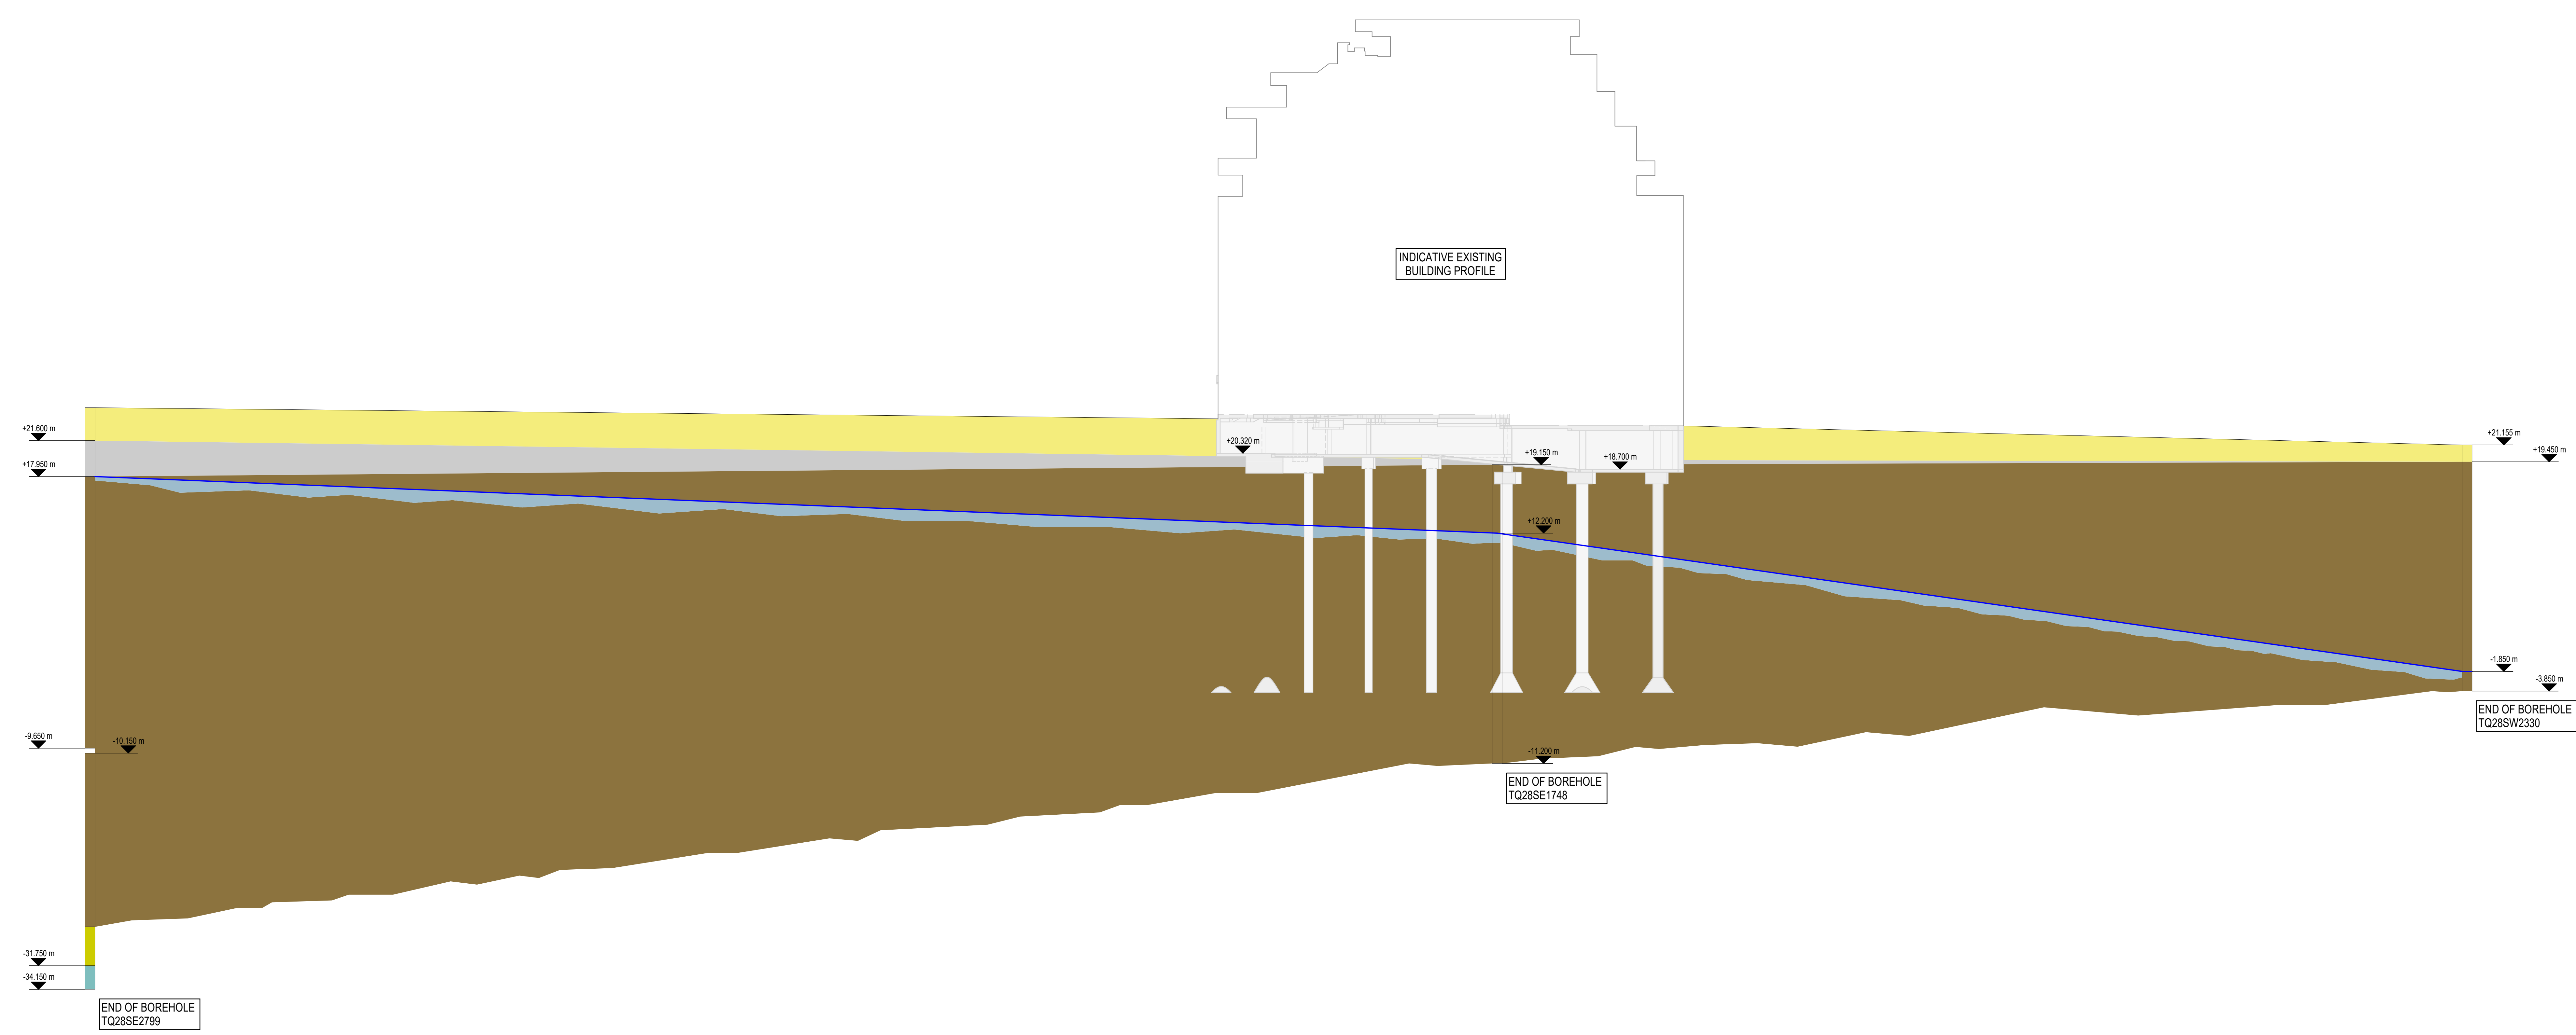 INDICATIVE EXISTING
BUILDING PROFILE
+21.600 m
+17.950 m
+20.320 m
+19.150 m
+18.700 m
+21.155 m
+19.450 m
+12.200 m
-1.850 m
-3.850 m
END OF BOREHOLE
TQ28SW2330
-9.650 m
-10.150 m
-11.200 m
END OF BOREHOLE
TQ28SE1748
-31.750 m
-34.150 m
END OF BOREHOLE
TQ28SE2799